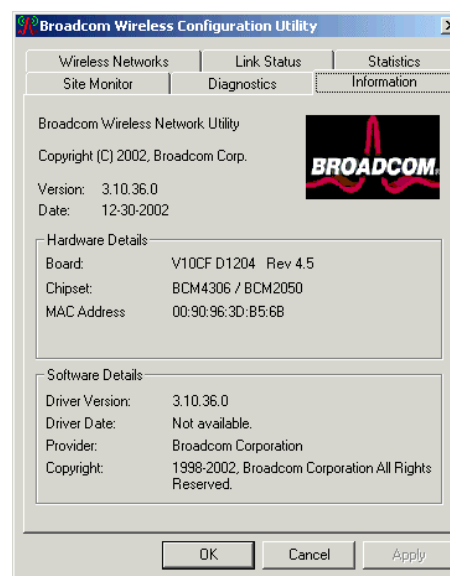 Broadcom Wireless Configuration Utility
Wireless Networks Link Status Statistics
Site Monitor Diagnostics Information
Broadcom Wireless Network Utility
Copyright (C) 2002, Broadcom Corp.
BROADCOM.
Version: 3.10.36.0
Date: 12-30-2002
Hardware Details
Board: V10CF D1204 Rev 4.5
Chipset: BCM4306 / BCM2050
MAC Address 00:90:96:3D:B5:6B
Software Details
Driver Version: 3.10.36.0
Driver Date: Not available.
Provider: Broadcom Corporation
Copyright: 1998-2002, Broadcom Corporation All Rights
Reserved.
OK Cancel Apply